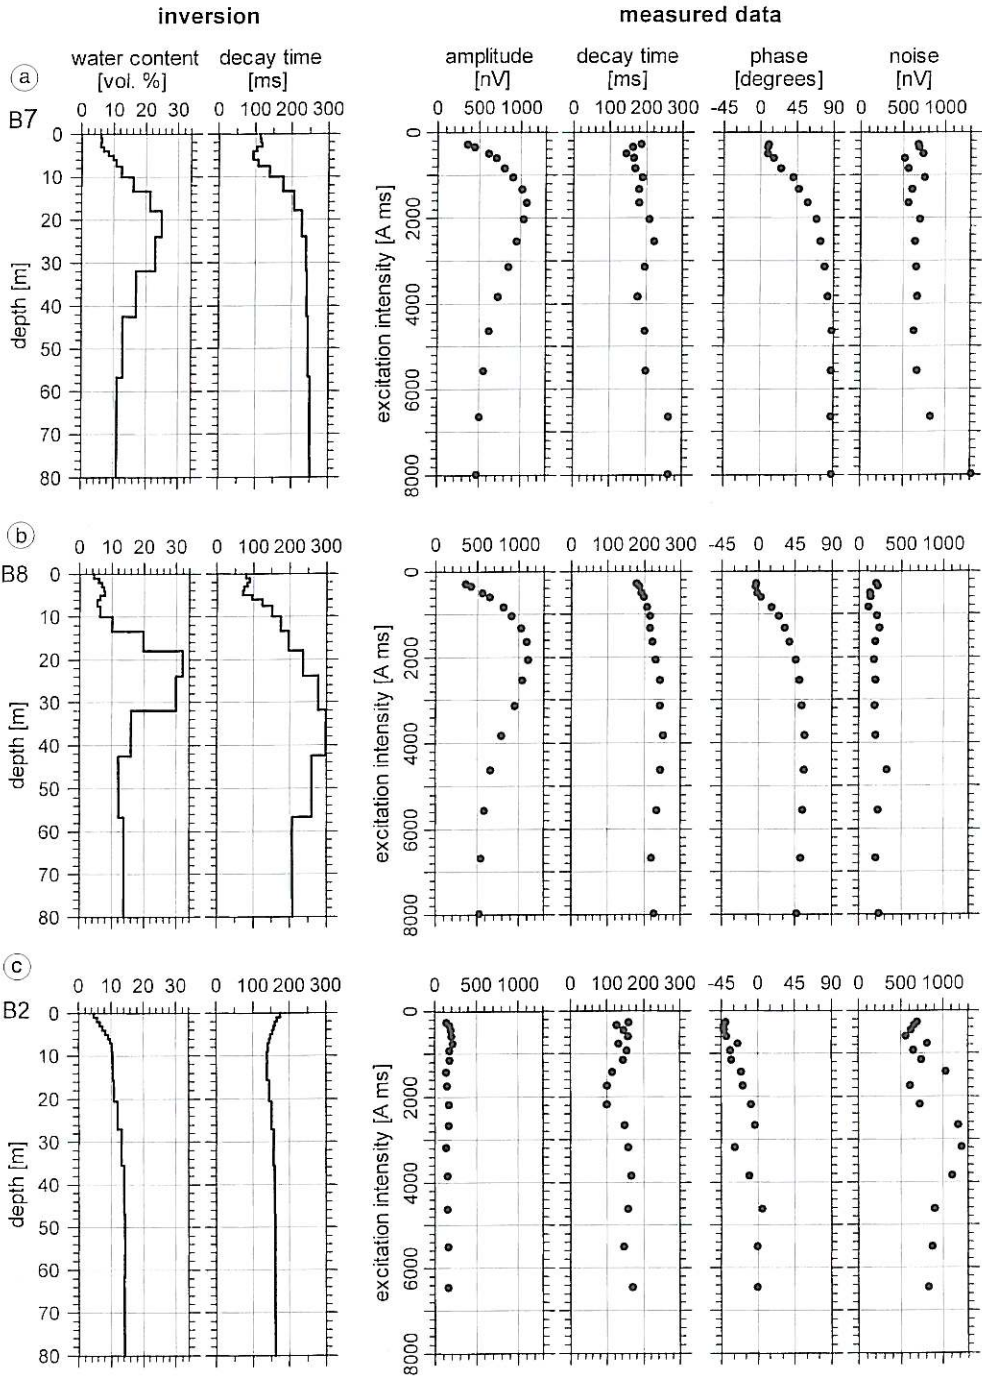 inversion measured data
water content decay time amplitude decay time phase noise
[vol. %] [ms] [nV] [ms] [degrees] [nV]
a
B7
0 10 20 30 0 100 200 300 0 500 1000 0 100 200 300 -45 0 45 90 0 500 1000
depth [m]
0
10
20
30
40
50
60
70
80
excitation intensity [A ms]
0
2000
4000
6000
8000
b
B8
0 10 20 30 0 100 200 300 0 500 1000 0 100 200 300 -45 0 45 90 0 500 1000
depth [m]
0
10
20
30
40
50
60
70
80
excitation intensity [A ms]
0
2000
4000
6000
8000
c
B2
0 10 20 30 0 100 200 300 0 500 1000 0 100 200 300 -45 0 45 90 0 500 1000
depth [m]
0
10
20
30
40
50
60
70
80
excitation intensity [A ms]
0
2000
4000
6000
8000